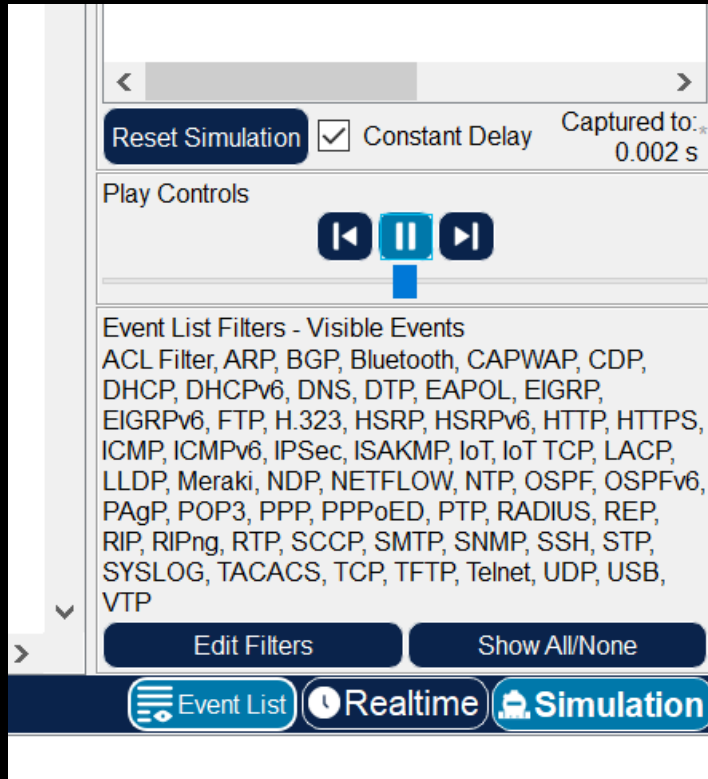 Reset Simulation Constant Delay Captured to:*
0.002 s
Play Controls
Event List Filters - Visible Events
ACL Filter, ARP, BGP, Bluetooth, CAPWAP, CDP,
DHCP, DHCPv6, DNS, DTP, EAPOL, EIGRP,
EIGRPv6, FTP, H.323, HSRP, HSRPv6, HTTP, HTTPS,
ICMP, ICMPv6, IPSec, ISAKMP, IoT, IoT TCP, LACP,
LLDP, Meraki, NDP, NETFLOW, NTP, OSPF, OSPFv6,
PAgP, POP3, PPP, PPPoED, PTP, RADIUS, REP,
RIP, RIPng, RTP, SCCP, SMTP, SNMP, SSH, STP,
SYSLOG, TACACS, TCP, TFTP, Telnet, UDP, USB,
VTP
Edit Filters Show All/None
Event List Realtime Simulation